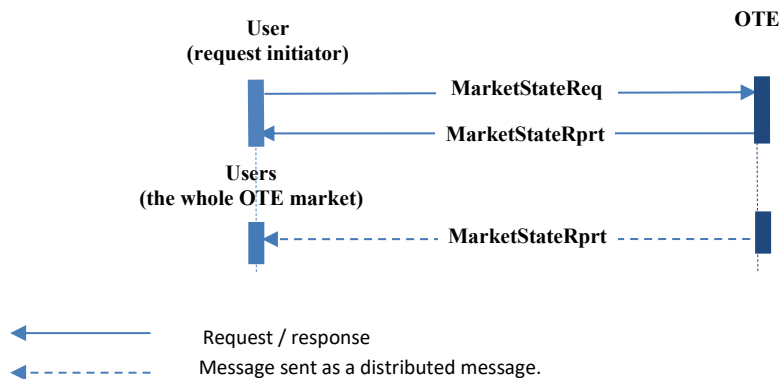 User
(request initiator)
OTE
MarketStateReq
MarketStateRprt
Users
(the whole OTE market)
MarketStateRprt
Request / response
Message sent as a distributed message.